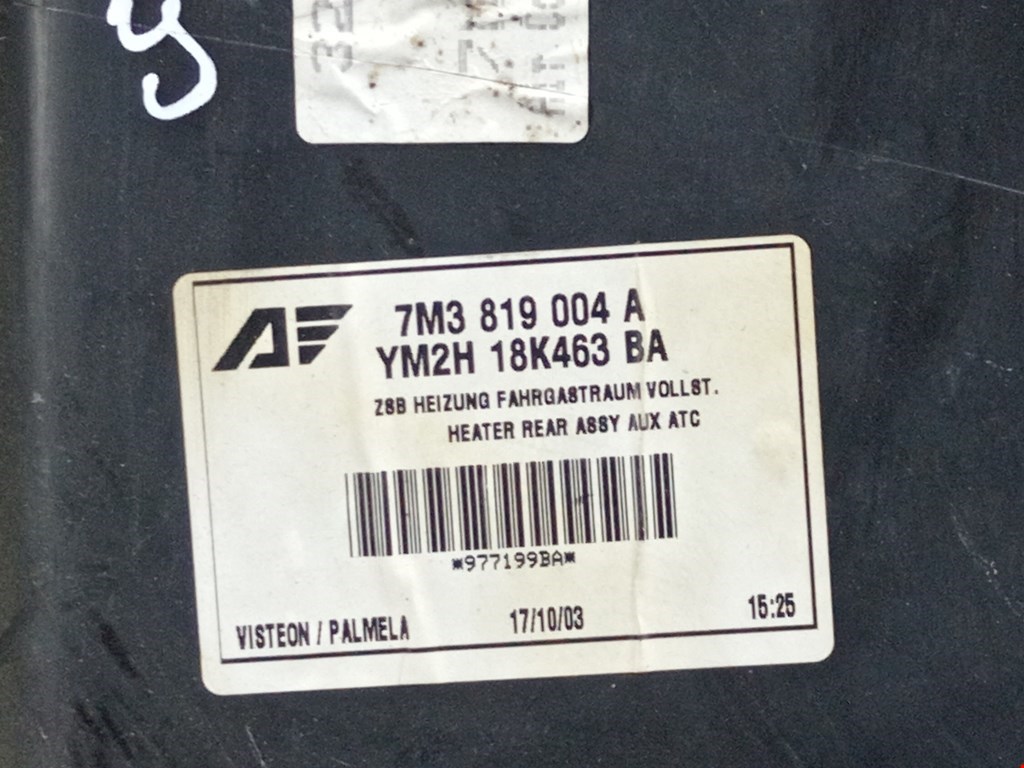 32
7M3 819 004 A
YM2H 18K463 BA
ZSB HEIZUNG FAHRGASTRAUM VOLLST.
HEATER REAR ASSY AUX ATC
*977199BA*
VISTEON / PALMELA
17/10/03
15:25